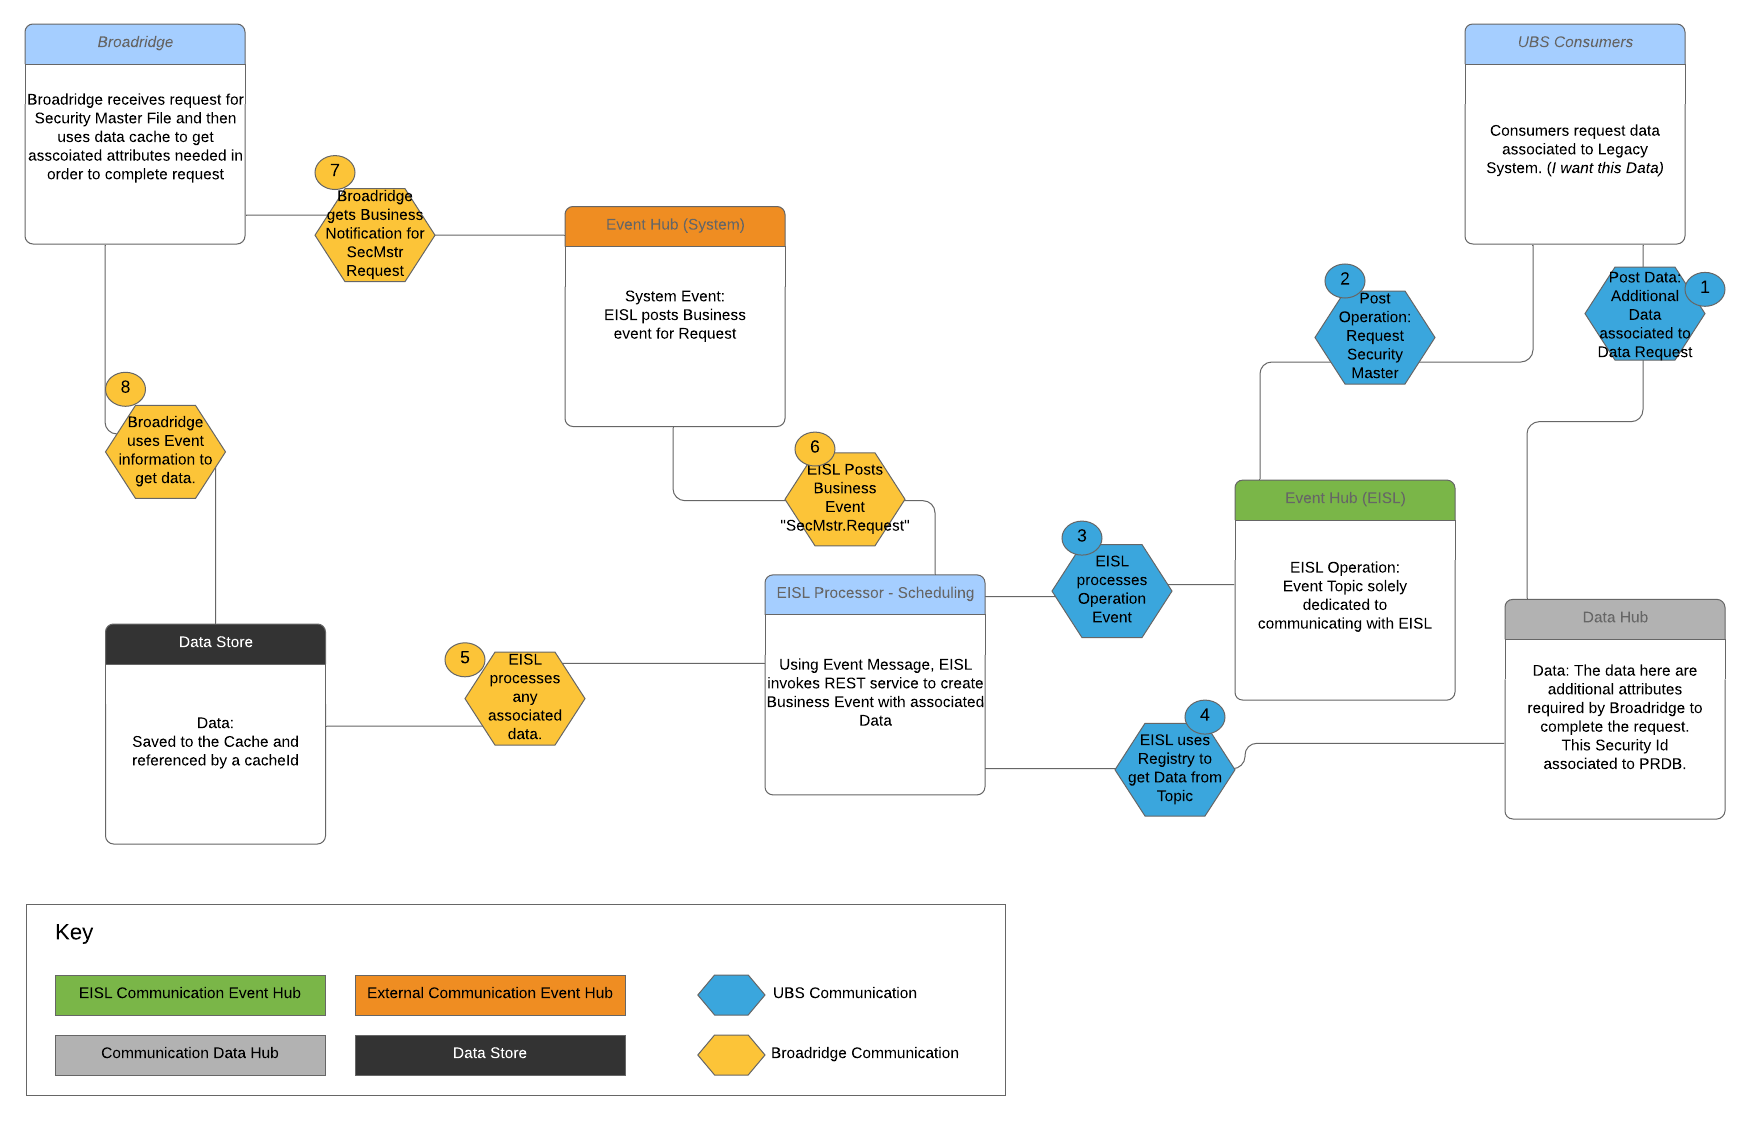 Broadridge
Broadridge receives request for
Security Master File and then
uses data cache to get
asscoiated attributes needed in
order to complete request
UBS Consumers
Consumers request data
associated to Legacy
System. (I want this Data)
7
Broadridge
gets Business
Notification for
SecMstr
Request
Event Hub (System)
System Event:
EISL posts Business
event for Request
2
Post
Operation:
Request
Security
Master
1
Post Data:
Additional
Data
associated to
Data Request
8
Broadridge
uses Event
information to
get data.
6
EISL Posts
Business
Event
"SecMstr.Request"
Event Hub (EISL)
EISL Operation:
Event Topic solely
dedicated to
communicating with EISL
3
EISL
processes
Operation
Event
EISL Processor - Scheduling
Using Event Message, EISL
invokes REST service to create
Business Event with associated
Data
Data Hub
Data: The data here are
additional attributes
required by Broadridge to
complete the request.
This Security Id
associated to PRDB.
Data Store
Data:
Saved to the Cache and
referenced by a cacheId
5
EISL
processes
any
associated
data.
4
EISL uses
Registry to
get Data from
Topic
Key
EISL Communication Event Hub
External Communication Event Hub
UBS Communication
Communication Data Hub
Data Store
Broadridge Communication